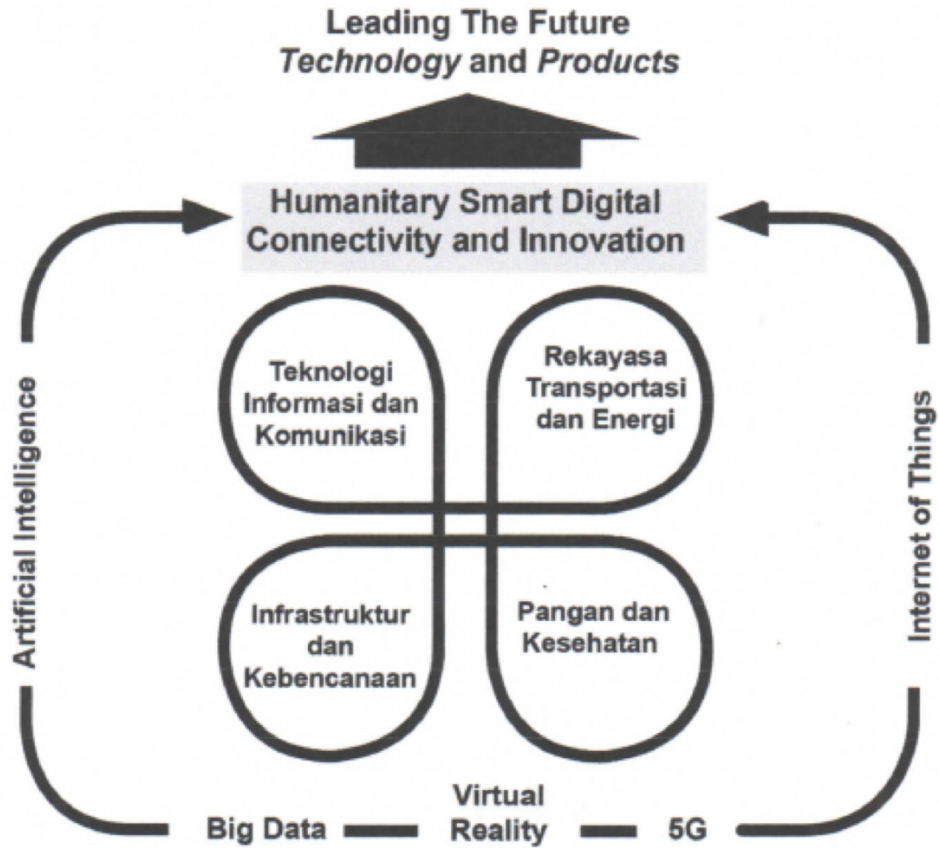 Leading The Future
Technology and Products
Humanitary Smart Digital
Connectivity and Innovation
Teknologi
Informasi dan
Komunikasi
Rekayasa
Transportasi
dan Energi
Infrastruktur
dan
Kebencanaan
Pangan dan
Kesehatan
Artificial Intelligence
Internet of Things
Big Data
Virtual
Reality
5G